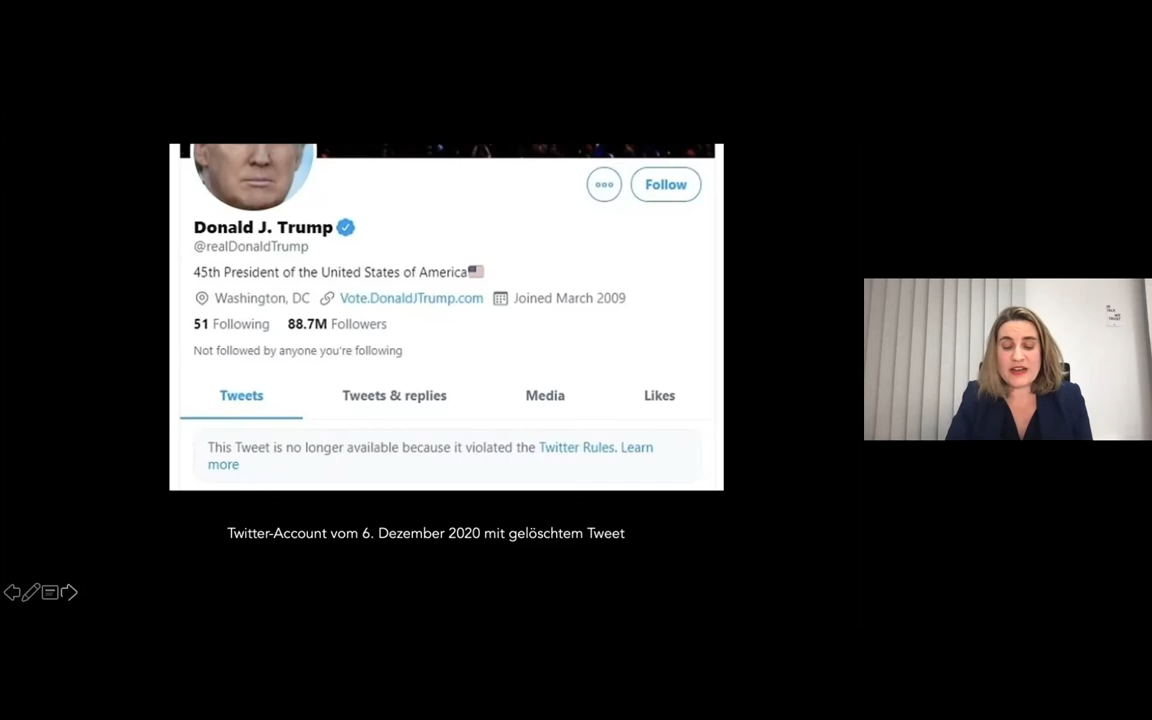 Follow
Donald J. Trump
@realDonaldTrump
45th President of the United States of America
Washington, DC Vote.DonaldJTrump.com Joined March 2009
51 Following 88.7M Followers
Not followed by anyone you're following
Tweets Tweets & replies Media Likes
This Tweet is no longer available because it violated the Twitter Rules. Learn
more
Twitter-Account vom 6. Dezember 2020 mit gelöschtem Tweet